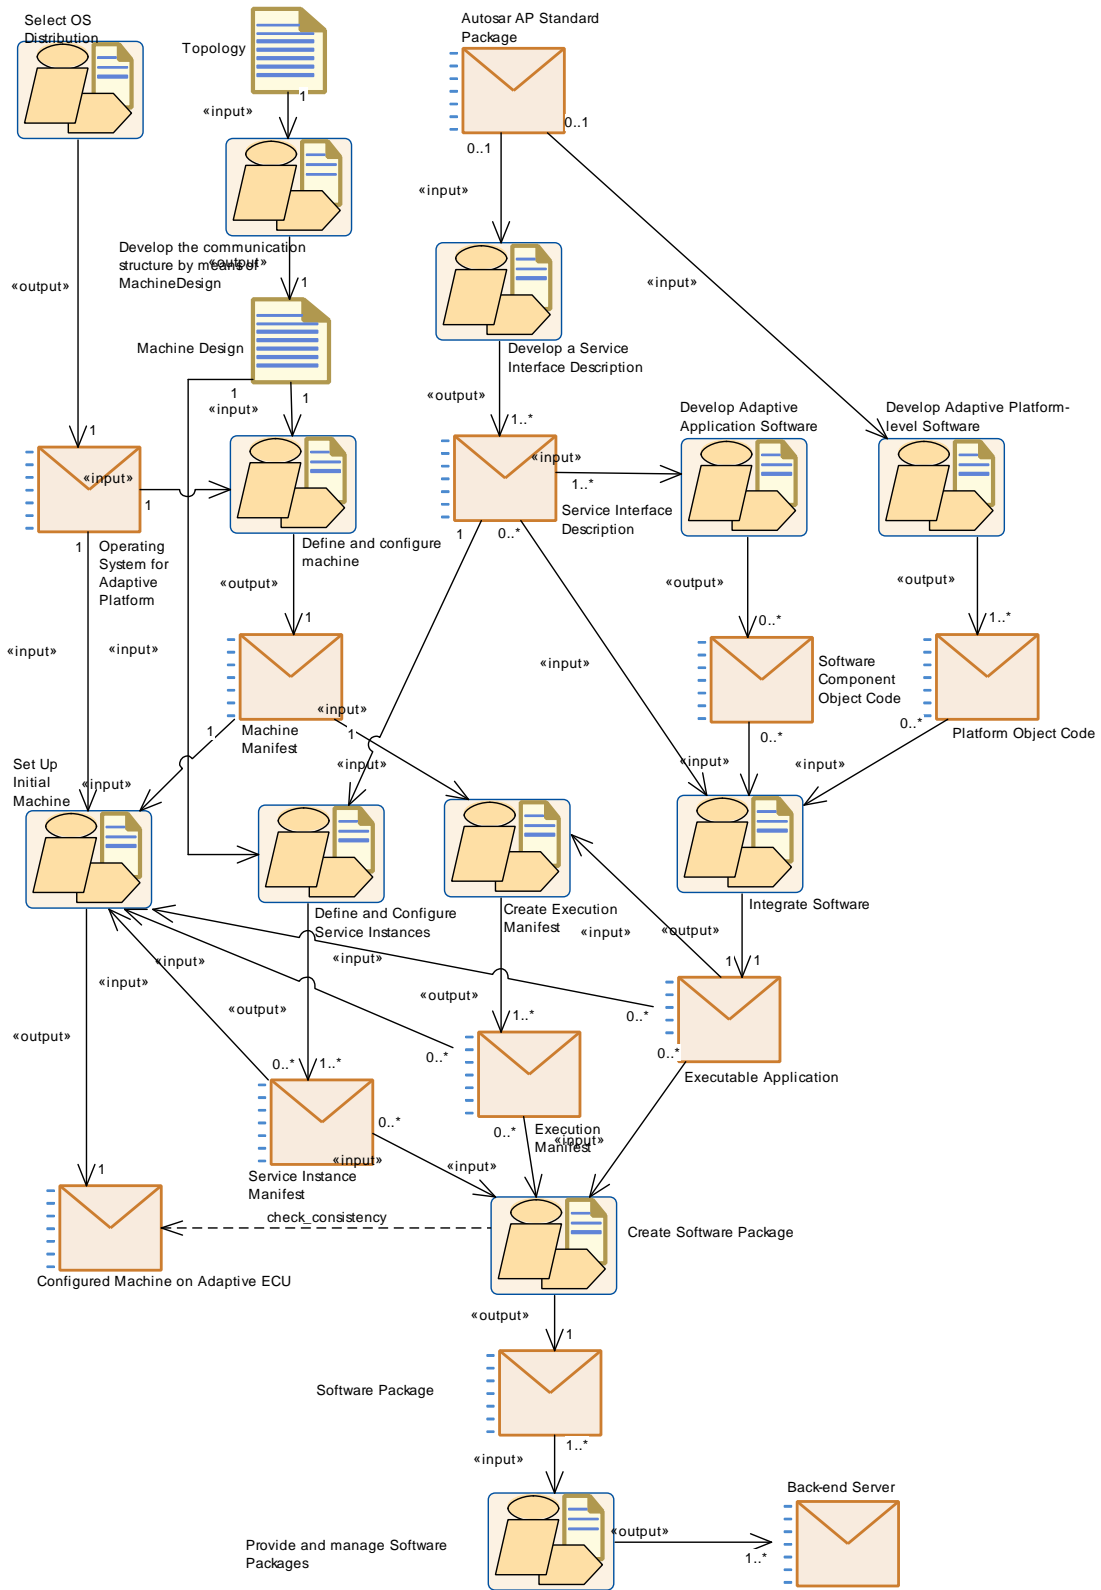 Select OS
Distribution
Topology
Autosar AP Standard
Package
1
«input»
0..1
0..1
«input»
Develop the communication
structure by means of
MachineDesign
«output»
«output»
1
«input»
Machine Design
Develop a Service
Interface Description
1
«input»
1
«output»
1..*
Develop Adaptive
Application Software
Develop Adaptive Platform-
level Software
1
«input»
1
«input»
1..*
Service Interface
Description
1
Operating
System for
Adaptive
Platform
Define and configure
machine
1
0..*
«output»
«output»
«output»
1
0..*
1..*
«input»
«input»
«input»
Software
Component
Object Code
«input»
1
Machine
Manifest
1
0..*
0..*
Platform Object Code
Set Up
Initial
Machine
«input»
«input»
«input»
«input»
Define and Configure
Service Instances
Create Execution
Manifest
Integrate Software
«input»
«output»
«input»
«input»
1
1
«input»
«output»
«output»
«output»
0..*
1..*
0..*
0..*
0..*
1..*
Executable Application
0..*
0..*
Execution
Manifest
«input»
«input»
«input»
Service Instance
Manifest
1
check_consistency
Create Software Package
Configured Machine on Adaptive ECU
«output»
1
Software Package
1..*
«input»
Back-end Server
«output»
Provide and manage Software
Packages
1..*